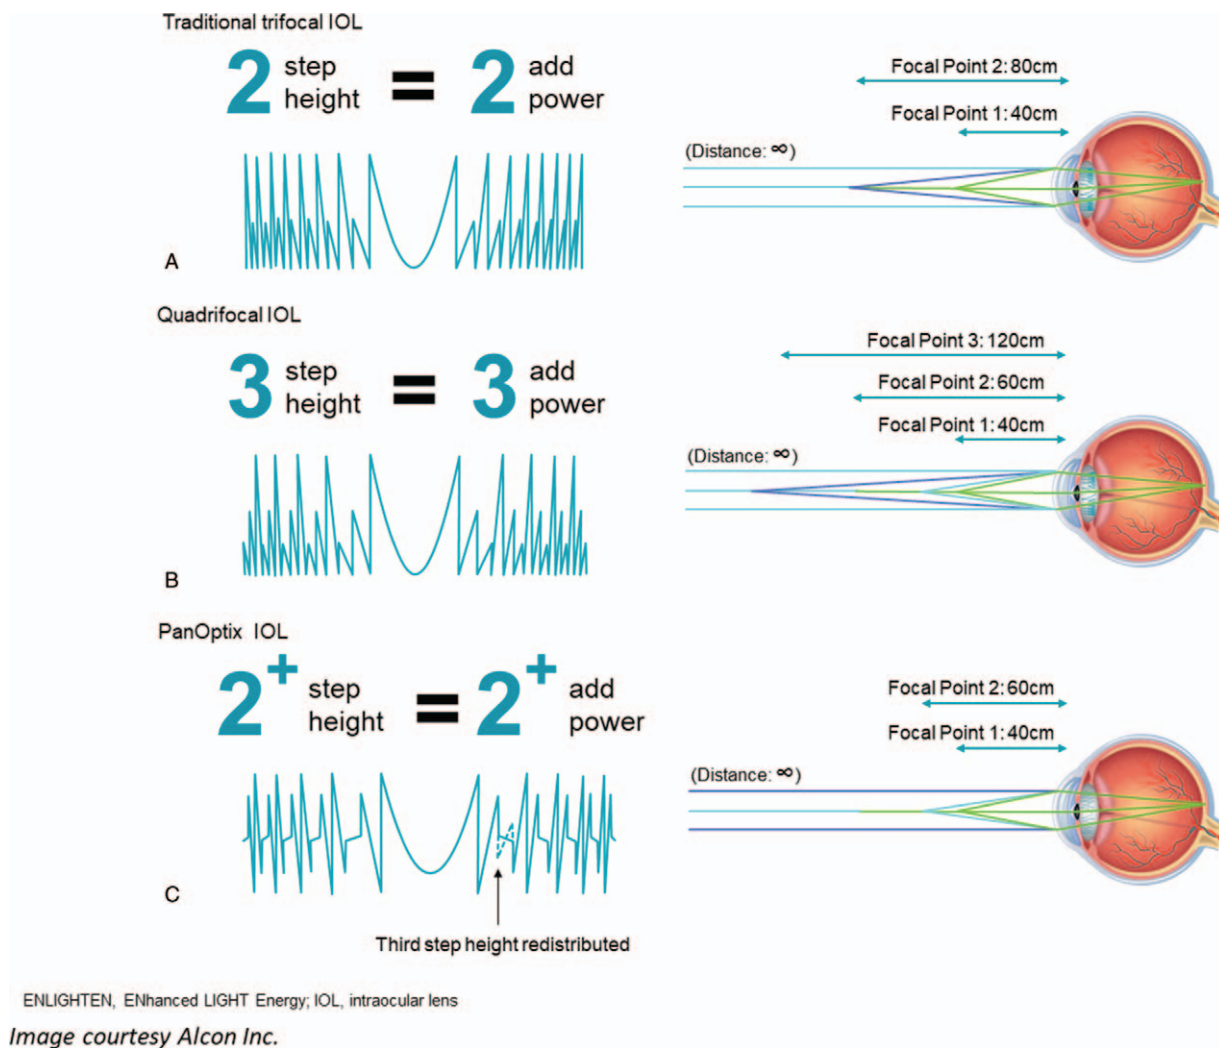 Traditional trifocal IOL
2 step height = 2 add power
Focal Point 2: 80cm
Focal Point 1: 40cm
(Distance: ∞)
A
Quadrifocal IOL
3 step height = 3 add power
Focal Point 3: 120cm
Focal Point 2: 60cm
Focal Point 1: 40cm
(Distance: ∞)
B
PanOptix IOL
2+ step height = 2+ add power
Focal Point 2: 60cm
Focal Point 1: 40cm
(Distance: ∞)
C
Third step height redistributed
ENLIGHTEN, ENhanced LIGHT Energy; IOL, intraocular lens
Image courtesy Alcon Inc.